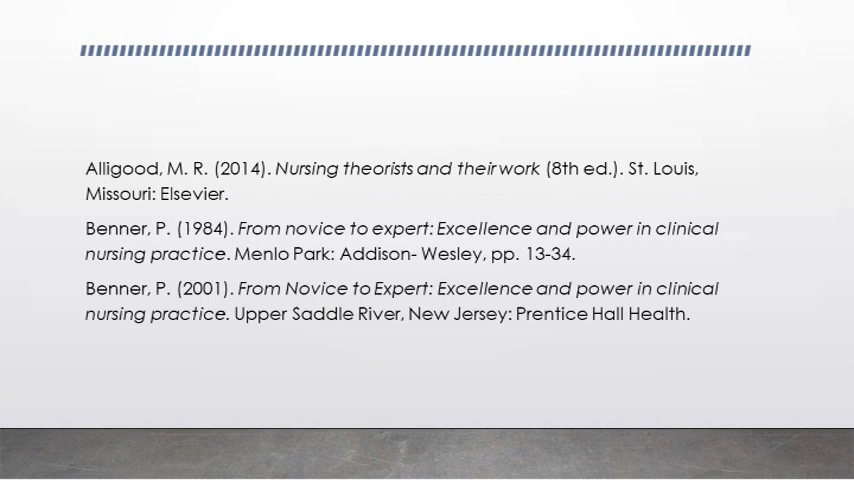 Alligood, M. R. (2014). Nursing theorists and their work (8th ed.). St. Louis,
Missouri: Elsevier.
Benner, P. (1984). From novice to expert: Excellence and power in clinical
nursing practice. Menlo Park: Addison- Wesley, pp. 13-34.
Benner, P. (2001). From Novice to Expert: Excellence and power in clinical
nursing practice. Upper Saddle River, New Jersey: Prentice Hall Health.